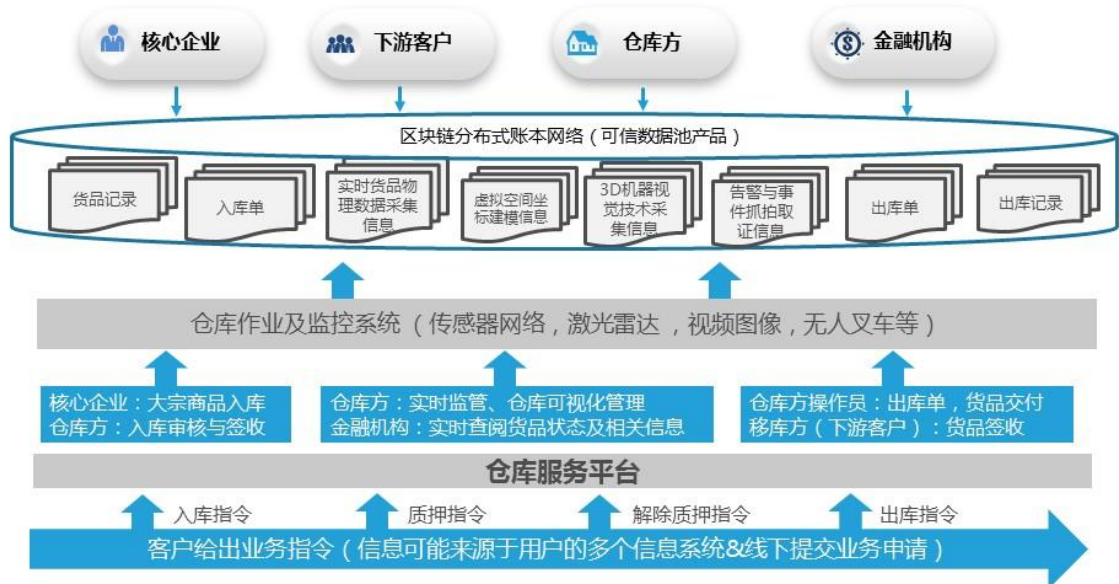 核心企业
下游客户
仓库方
金融机构
区块链分布式账本网络（可信数据池产品）
货品记录
入库单
实时货品物
理数据采集
信息
虚拟空间坐
标建模信息
3D机器视
觉技术采
集信息
告警与事
件抓拍取
证信息
出库单
出库记录
仓库作业及监控系统（传感器网络，激光雷达，视频图像，无人叉车等）
核心企业：大宗商品入库
仓库方：入库审核与签收
仓库方：实时监管、仓库可视化管理
金融机构：实时查阅货品状态及相关信息
仓库方操作员：出库单，货品交付
移库方（下游客户）：货品签收
仓库服务平台
入库指令
质押指令
解除质押指令
出库指令
客户给出业务指令（信息可能来源于用户的多个信息系统&线下提交业务申请）